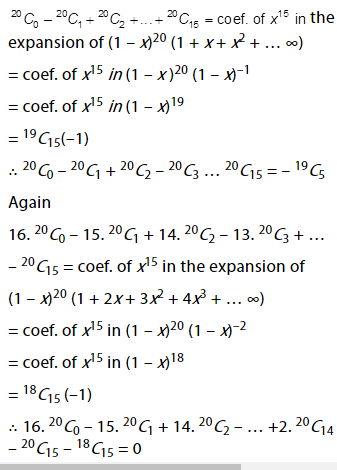 ²⁰C₀ − ²⁰C₁ + ²⁰C₂ − ... + ²⁰C₁₅ = coef. of x¹⁵ in the
expansion of (1 − x)²⁰ (1 + x + x² + … ∞)
= coef. of x¹⁵ in (1 − x)²⁰ (1 − x)⁻¹
= coef. of x¹⁵ in (1 − x)¹⁹
= ¹⁹C₁₅(−1)
∴ ²⁰C₀ − ²⁰C₁ + ²⁰C₂ − ²⁰C₃ … ²⁰C₁₅ = − ¹⁹C₅
Again
16. ²⁰C₀ − 15. ²⁰C₁ + 14. ²⁰C₂ − 13. ²⁰C₃ + …
− ²⁰C₁₅ = coef. of x¹⁵ in the expansion of
(1 − x)²⁰ (1 + 2x + 3x² + 4x³ + … ∞)
= coef. of x¹⁵ in (1 − x)²⁰ (1 − x)⁻²
= coef. of x¹⁵ in (1 − x)¹⁸
= ¹⁸C₁₅ (−1)
∴ 16. ²⁰C₀ − 15. ²⁰C₁ + 14. ²⁰C₂ − … +2. ²⁰C₁₄
− ²⁰C₁₅ − ¹⁸C₁₅ = 0